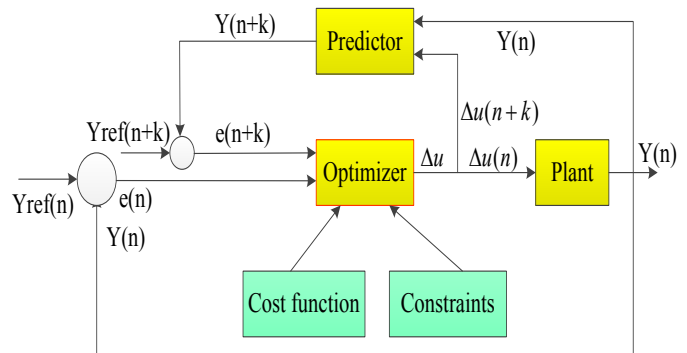 Y(n+k)
Predictor
Y(n)
Δu(n+k)
Yref(n+k)
e(n+k)
Optimizer
Δu
Δu(n)
Plant
Y(n)
Yref(n)
e(n)
Y(n)
Cost function
Constraints